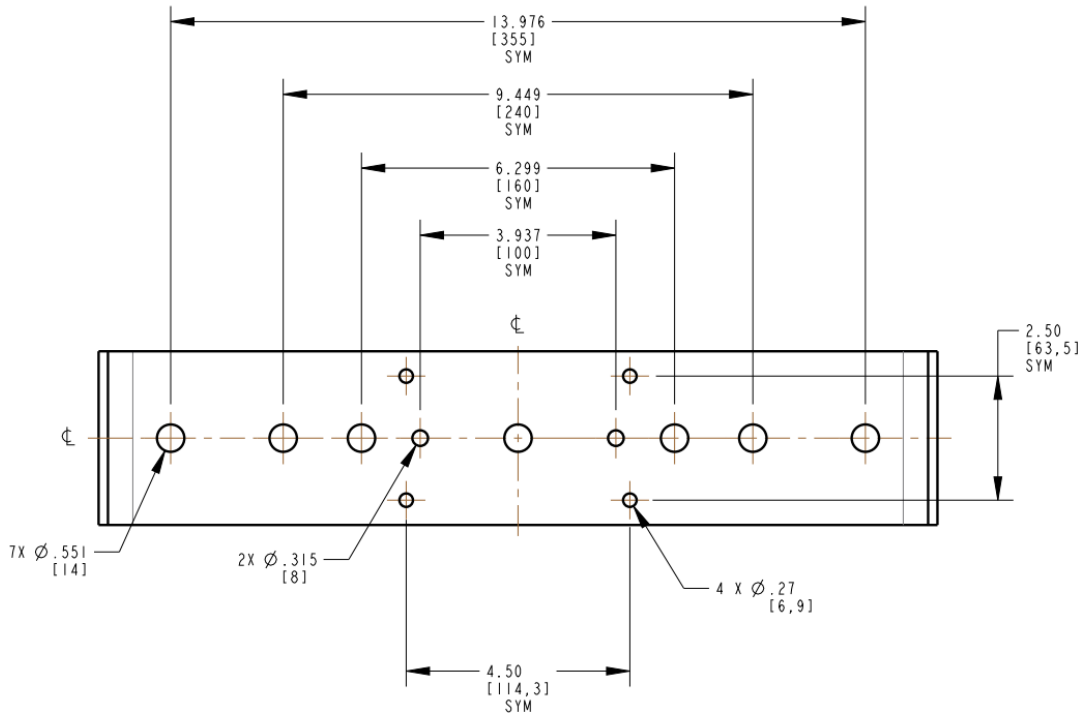 13.976
[355]
SYM
9.449
[240]
SYM
6.299
[160]
SYM
3.937
[100]
SYM
℄
2.50
[63,5]
SYM
℄
7X Ø.551
[14]
2X Ø.315
[8]
4 X Ø.27
[6,9]
4.50
[114,3]
SYM